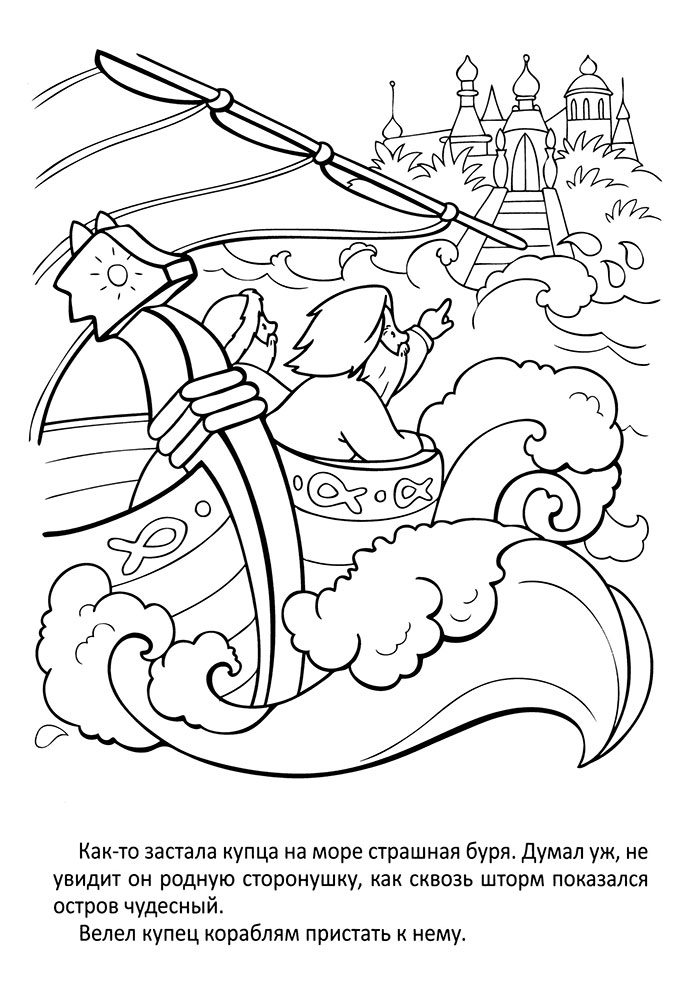 Как-то застала купца на море страшная буря. Думал уж, не
увидит он родную сторонушку, как сквозь шторм показался
остров чудесный.
Велел купец кораблям пристать к нему.